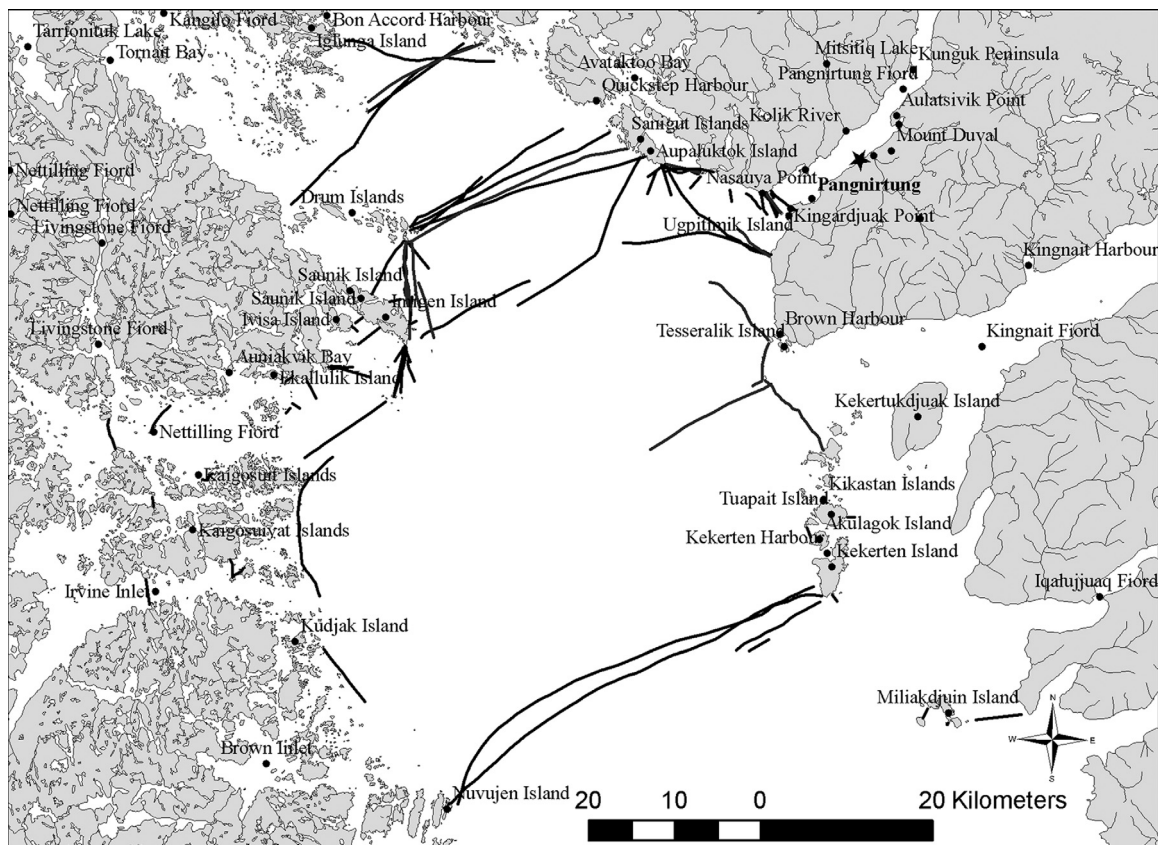 Kangilo Fiord
Bon Accord Harbour
Tarrionituk Lake
Iglunga Island
Tornait Bay
Mitsitiq Lake
Kunguk Peninsula
Avataktoo Bay
Pangnirtung Fiord
Quickstep Harbour
Aulatsivik Point
Kolik River
Sanigut Islands
Mount Duval
Aupaluktok Island
Nettilling Fiord
Nasauya Point
Pangnirtung
Drum Islands
Nettilling Fiord
Livingstone Fiord
Ugpitimik Island
Kingardjuak Point
Kingnait Harbour
Saunik Island
Saunik Island
Imigen Island
Ivisa Island
Livingstone Fiord
Tesseralik Island
Brown Harbour
Kingnait Fiord
Auniakvik Bay
Ekallulik Island
Kekertukdjuak Island
Nettilling Fiord
Kaigosuit Islands
Kikastan Islands
Tuapait Island
Akulagok Island
Kaigosuiyat Islands
Kekerten Harbour
Kekerten Island
Irvine Inlet
Iqalujjuaq Fiord
Kudjak Island
Miliakdjuin Island
N
W E
S
Brown Inlet
Nuvujen Island
20 10 0 20 Kilometers